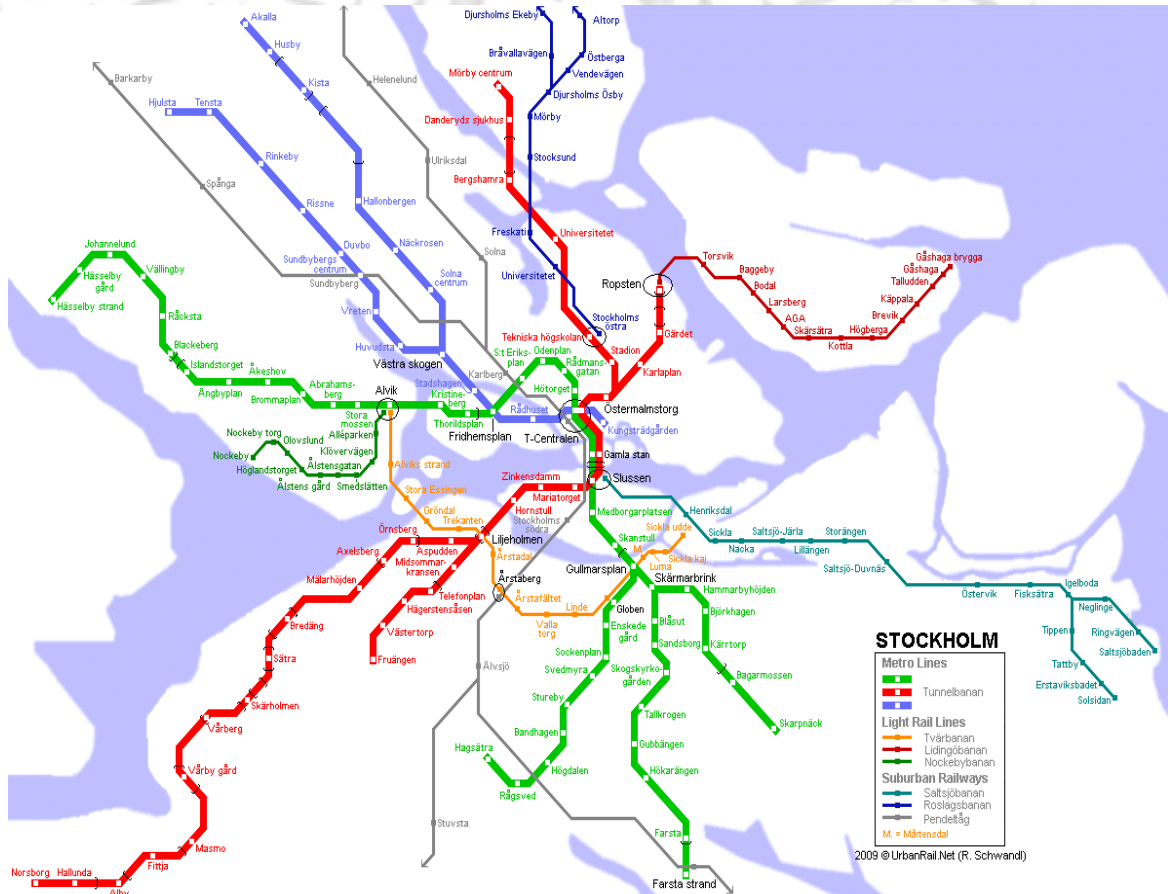 Akalla
Husby
Kista
Hallonbergen
Näckrosen
Solna
centrum
Hjulsta
Tensta
Rinkeby
Rissne
Duvbo
Sundbybergs
centrum
Sundbyberg
Vreten
Huvudsta
Västra skogen
Stadshagen
Fridhemsplan
Rådhuset
T-Centralen
Kungsträdgården
Barkarby
Spånga
Helenelund
Ulriksdal
Solna
Karlberg
Mörby centrum
Danderyds sjukhus
Bergshamra
Universitetet
Tekniska högskolan
Stadion
Östermalmstorg
Ropsten
Gärdet
Karlaplan
Djursholms Ekeby
Altorp
Bråvallavägen
Östberga
Vendevägen
Djursholms Ösby
Mörby
Stocksund
Freskati
Universitetet
Stockholms
östra
Torsvik
Baggeby
Bodal
Larsberg
AGA
Skärsätra
Kottla
Högberga
Brevik
Käppala
Talludden
Gåshaga
Gåshaga brygga
Johannelund
Hässelby
gård
Hässelby strand
Vällingby
Råcksta
Blackeberg
Islandstorget
Ängbyplan
Åkeshov
Brommaplan
Abrahams-
berg
Stora
mossen
Alvik
Kristine-
berg
Thorildsplan
S:t Eriks-
plan
Odenplan
Rådmans-
gatan
Hötorget
Gamla stan
Slussen
Nockeby torg
Nockeby
Olovslund
Höglandstorget
Ålstensgatan
Ålstens gård
Smedslätten
Klövervägen
Alléparken
Alviks strand
Stora Essingen
Gröndal
Trekanten
Liljeholmen
Årstadal
Årstaberg
Årstafältet
Valla
torg
Linde
Gullmarsplan
M.
Luma
Sickla kaj
Sickla udde
Zinkensdamm
Mariatorget
Hornstull
Stockholms
södra
Örnsberg
Axelsberg
Aspudden
Midsommar-
kransen
Mälarhöjden
Telefonplan
Hägerstensåsen
Västertorp
Fruängen
Bredäng
Sätra
Skärholmen
Vårberg
Vårby gård
Masmo
Fittja
Alby
Hallunda
Norsborg
Medborgarplatsen
Skanstull
Skärmarbrink
Globen
Enskede
gård
Sockenplan
Svedmyra
Stureby
Bandhagen
Högdalen
Rågsved
Hagsätra
Hammarbyhöjden
Björkhagen
Kärrtorp
Bagarmossen
Skarpnäck
Blåsut
Sandsborg
Skogskyrko-
gården
Tallkrogen
Gubbängen
Hökarängen
Farsta
Farsta strand
Älvsjö
Stuvsta
Henriksdal
Sickla
Nacka
Saltsjö-Järla
Lillängen
Storängen
Saltsjö-Duvnäs
Östervik
Fisksätra
Igelboda
Neglinge
Ringvägen
Saltsjöbaden
Tippen
Tattby
Erstaviksbadet
Solsidan
STOCKHOLM
Metro Lines
Tunnelbanan
Light Rail Lines
Tvärbanan
Lidingöbanan
Nockebybanan
Suburban Railways
Saltsjöbanan
Roslagsbanan
Pendeltåg
M. = Mårtensdal
2009 © UrbanRail.Net (R. Schwandl)